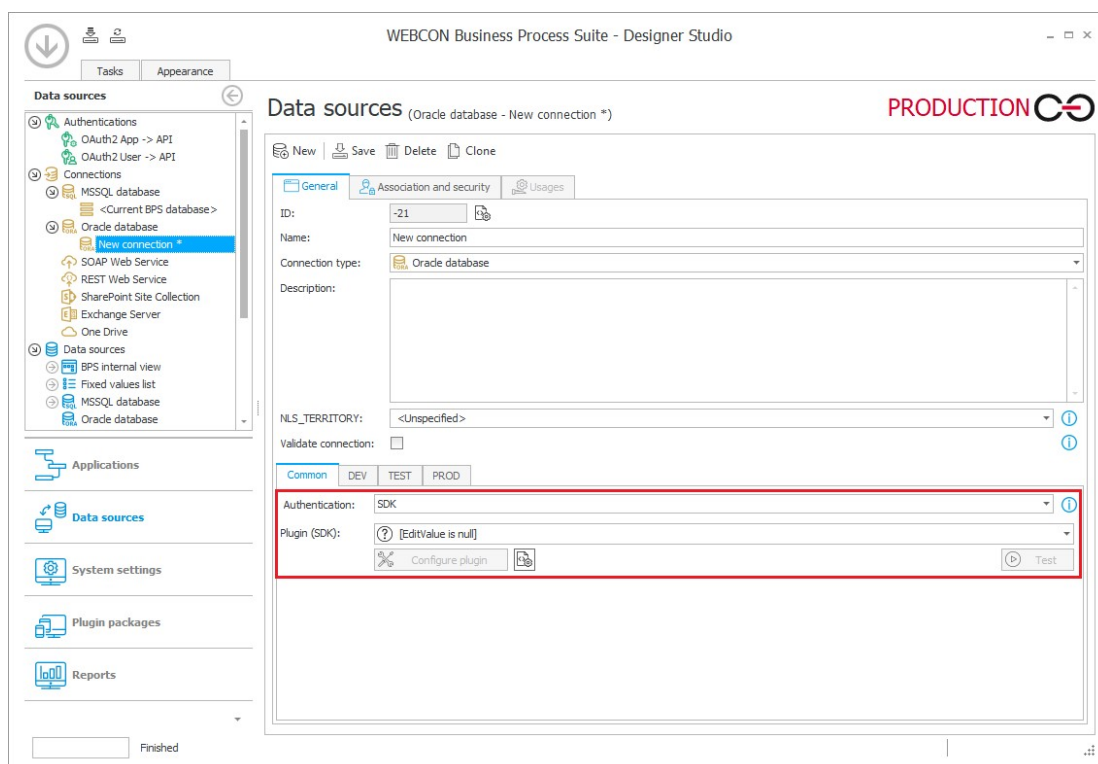 WEBCON Business Process Suite - Designer Studio
Tasks Appearance
Data sources
Authentications
OAuth2 App -> API
OAuth2 User -> API
Connections
MSSQL database
<Current BPS database>
Oracle database
New connection *
SOAP Web Service
REST Web Service
SharePoint Site Collection
Exchange Server
One Drive
Data sources
BPS internal view
Fixed values list
MSSQL database
Oracle database
Applications
Data sources
System settings
Plugin packages
Reports
Finished
Data sources (Oracle database - New connection *)
PRODUCTION
New Save Delete Clone
General Association and security Usages
ID: -21
Name: New connection
Connection type: Oracle database
Description:
NLS_TERRITORY: <Unspecified>
Validate connection:
Common DEV TEST PROD
Authentication: SDK
Plugin (SDK): [EditValue is null]
Configure plugin Test